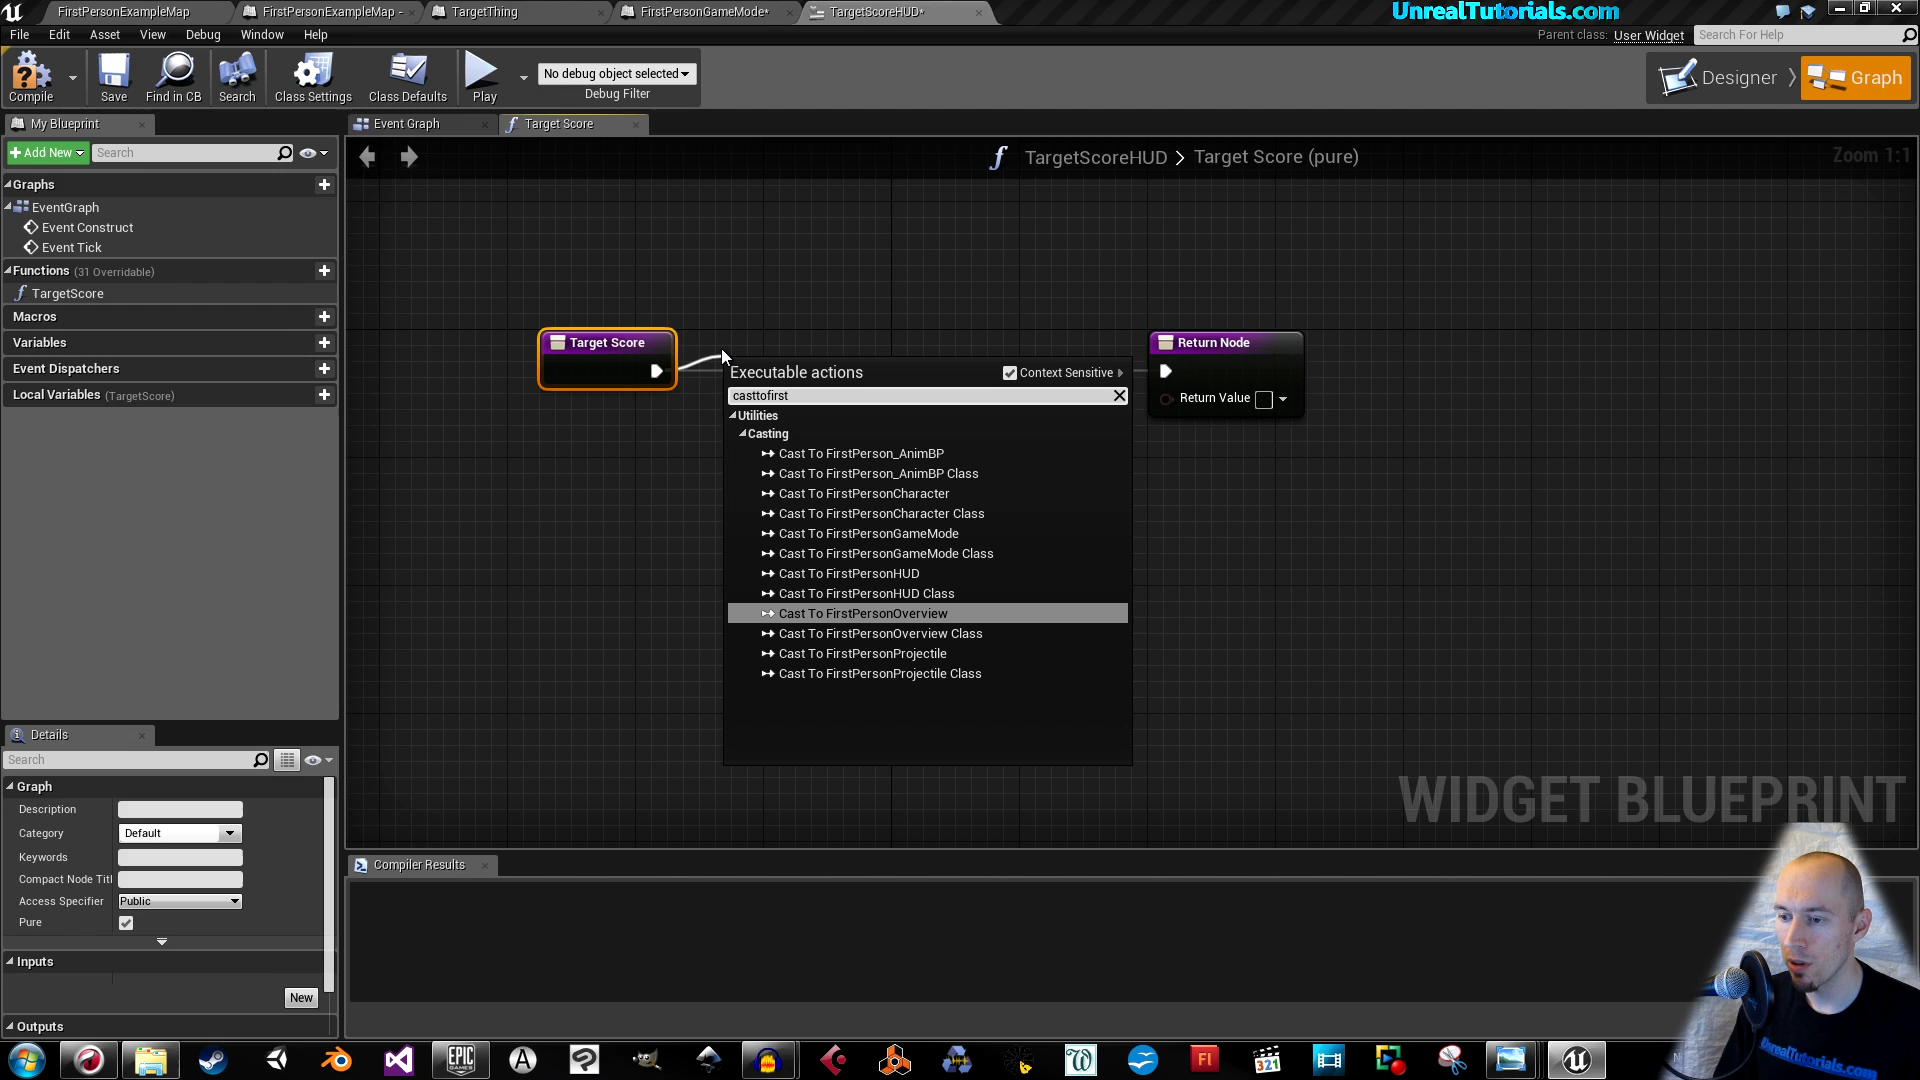 FirstPersonExampleMap
FirstPersonExampleMap -
TargetThing
FirstPersonGameMode*
TargetScoreHUD*
UnrealTutorials.com
File Edit Asset View Debug Window Help
Parent class: User Widget
Search For Help
Compile
Save
Find in CB
Search
Class Settings
Class Defaults
Play
No debug object selected
Debug Filter
Designer
Graph
My Blueprint
Event Graph
Target Score
Add New
Search
TargetScoreHUD > Target Score (pure)
Zoom 1:1
Graphs
EventGraph
Event Construct
Event Tick
Functions (31 Overridable)
TargetScore
Macros
Variables
Event Dispatchers
Local Variables (TargetScore)
Target Score
Executable actions
Context Sensitive
casttofirst
Utilities
Casting
Cast To FirstPerson_AnimBP
Cast To FirstPerson_AnimBP Class
Cast To FirstPersonCharacter
Cast To FirstPersonCharacter Class
Cast To FirstPersonGameMode
Cast To FirstPersonGameMode Class
Cast To FirstPersonHUD
Cast To FirstPersonHUD Class
Cast To FirstPersonOverview
Cast To FirstPersonOverview Class
Cast To FirstPersonProjectile
Cast To FirstPersonProjectile Class
Return Node
Return Value
WIDGET BLUEPRINT
Details
Search
Graph
Description
Category
Default
Keywords
Compact Node Titl
Access Specifier
Public
Pure
Inputs
New
Outputs
Compiler Results
EPIC
GAMES
Fl
321
UnrealTutorials.com